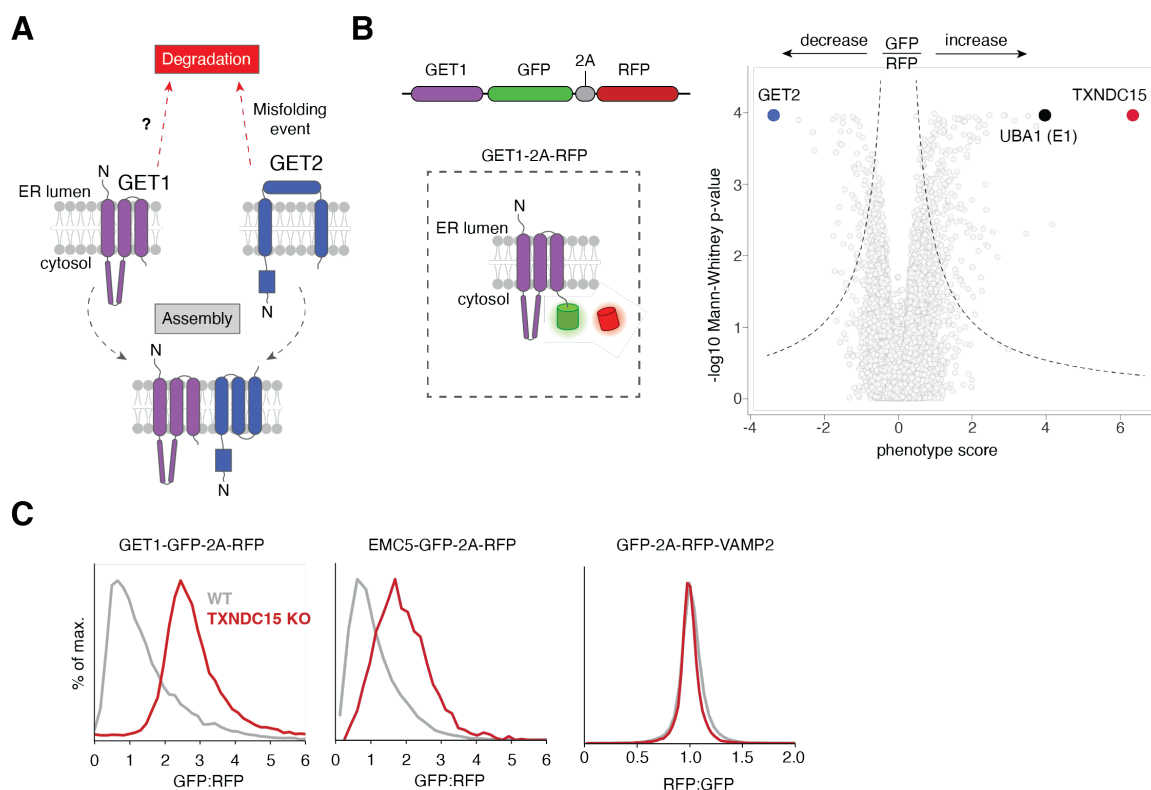 A
Degradation
?
Misfolding
event
N
GET1
GET2
ER lumen
cytosol
N
Assembly
N
N
B
GET1
GFP
2A
RFP
GET1-2A-RFP
N
ER lumen
cytosol
decrease
GFP
RFP
increase
GET2
TXNDC15
UBA1 (E1)
-log10 Mann-Whitney p-value
4
3
2
1
0
-4
-2
0
2
4
6
phenotype score
C
GET1-GFP-2A-RFP
WT
TXNDC15 KO
% of max.
0 1 2 3 4 5 6
GFP:RFP
EMC5-GFP-2A-RFP
0 1 2 3 4 5 6
GFP:RFP
GFP-2A-RFP-VAMP2
0 0.5 1.0 1.5 2.0
RFP:GFP